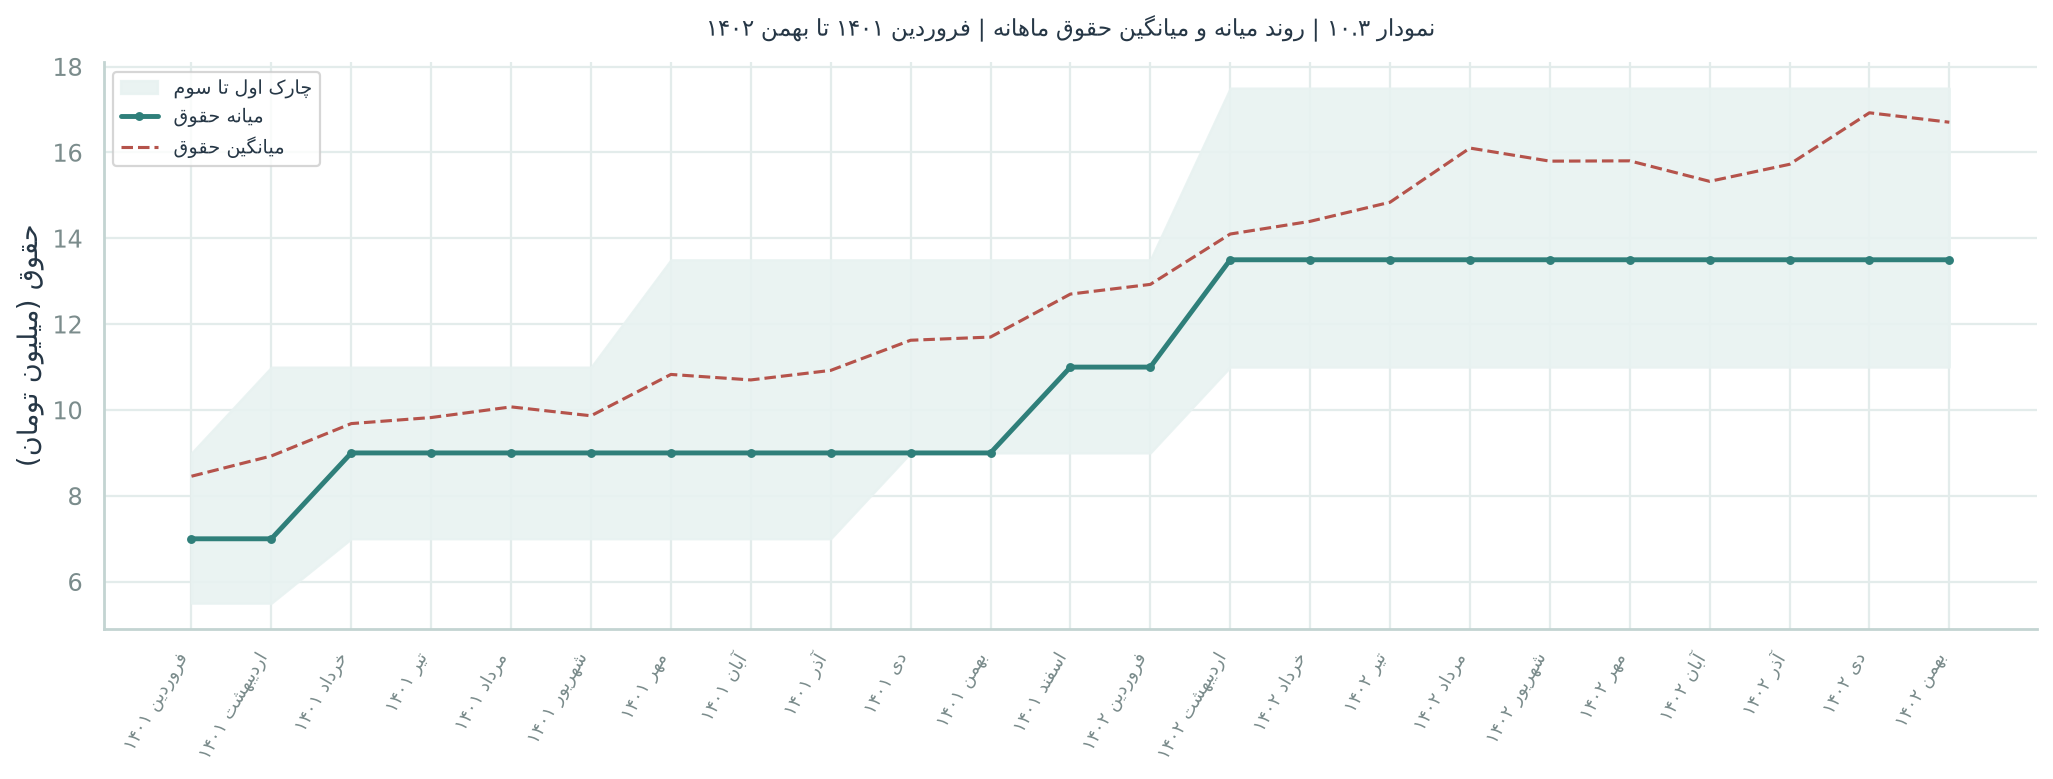 نمودار ۱۰.۳ | روند میانه و میانگین حقوق ماهانه | فروردین ۱۴۰۱ تا بهمن ۱۴۰۲
چارک اول تا سوم
میانه حقوق
میانگین حقوق
حقوق (میلیون تومان)
18
16
14
12
10
8
6
فروردین ۱۴۰۱
اردیبهشت ۱۴۰۱
خرداد ۱۴۰۱
تیر ۱۴۰۱
مرداد ۱۴۰۱
شهریور ۱۴۰۱
مهر ۱۴۰۱
آبان ۱۴۰۱
آذر ۱۴۰۱
دی ۱۴۰۱
بهمن ۱۴۰۱
اسفند ۱۴۰۱
فروردین ۱۴۰۲
اردیبهشت ۱۴۰۲
خرداد ۱۴۰۲
تیر ۱۴۰۲
مرداد ۱۴۰۲
شهریور ۱۴۰۲
مهر ۱۴۰۲
آبان ۱۴۰۲
آذر ۱۴۰۲
دی ۱۴۰۲
بهمن ۱۴۰۲